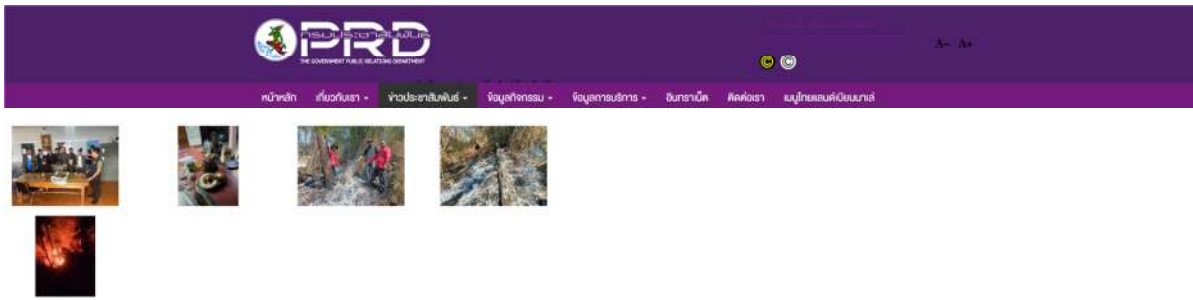 กรมประชาสัมพันธ์
PRD
THE GOVERNMENT PUBLIC RELATIONS DEPARTMENT
A- A+
หน้าหลัก เกี่ยวกับเรา ข่าวประชาสัมพันธ์ ข้อมูลกิจกรรม ข้อมูลการบริการ อินทราเน็ต ติดต่อเรา เมนูไทยแลนด์เบียนนาเล่